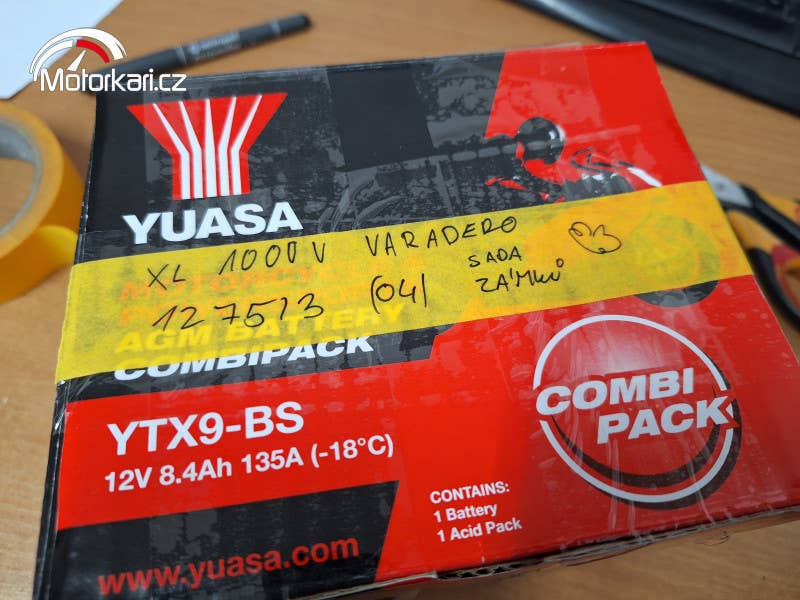 Motorkari.cz
YUASA
XL 1000V VARADERO
127513 (04) SADA ZÁMKŮ
AGM BATTERY
COMBIPACK
YTX9-BS
12V 8.4Ah 135A (-18°C)
COMBI
PACK
CONTAINS:
1 Battery
1 Acid Pack
www.yuasa.com